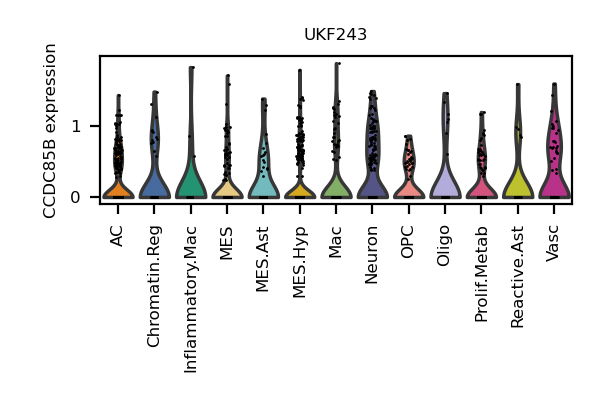 UKF243
CCDC85B expression
1
0
AC
Chromatin.Reg
Inflammatory.Mac
MES
MES.Ast
MES.Hyp
Mac
Neuron
OPC
Oligo
Prolif.Metab
Reactive.Ast
Vasc